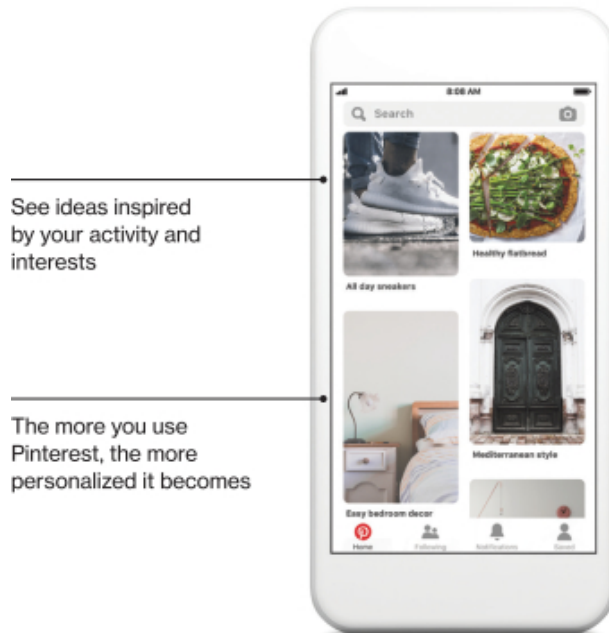 8:08 AM
Search
See ideas inspired
by your activity and
interests
Healthy flatbread
All day sneakers
The more you use
Pinterest, the more
personalized it becomes
Mediterranean style
Easy bedroom decor
Home
Following
Notifications
Saved